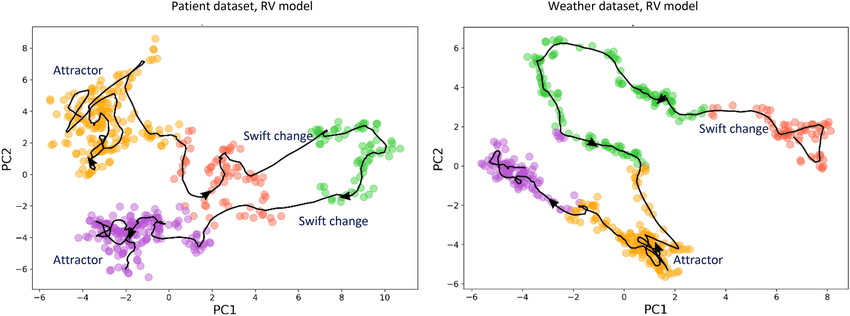 Patient dataset, RV model
Attractor
Swift change
Swift change
Attractor
PC2
8
6
4
2
0
−2
−4
−6
−6 −4 −2 0 2 4 6 8 10
PC1
Weather dataset, RV model
Swift change
Attractor
PC2
6
4
2
0
−2
−4
−6
−6 −4 −2 0 2 4 6 8
PC1